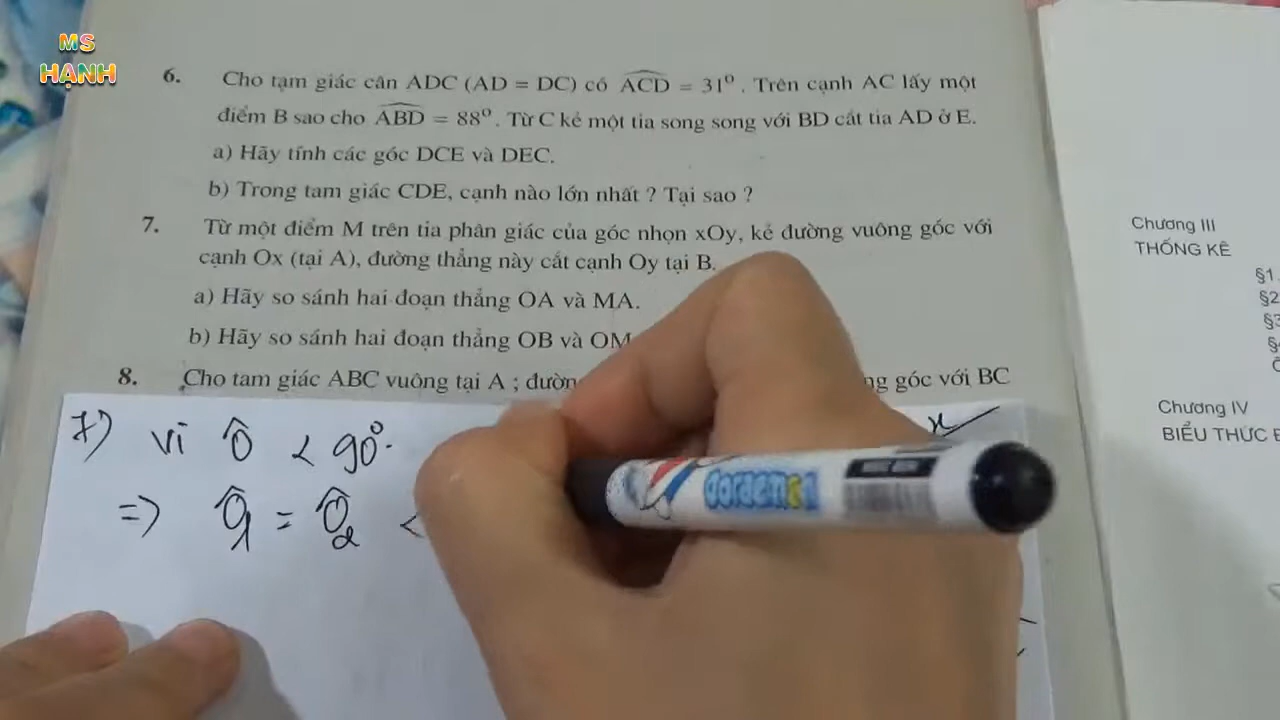 MS
HẠNH
6. Cho tạm giác cân ADC (AD = DC) có ACD = 31°. Trên cạnh AC lấy một
điểm B sao cho ABD = 88°. Từ C kẻ một tia song song với BD cắt tia AD ở E.
a) Hãy tính các góc DCE và DEC.
b) Trong tam giác CDE, cạnh nào lớn nhất ? Tại sao ?
7. Từ một điểm M trên tia phân giác của góc nhọn xOy, kẻ đường vuông góc với
cạnh Ox (tại A), đường thẳng này cắt cạnh Oy tại B.
a) Hãy so sánh hai đoạn thẳng OA và MA.
b) Hãy so sánh hai đoạn thẳng OB và OM
8. Cho tam giác ABC vuông tại A ; góc với BC
7) vì Ô < 90°.
x
=> Ô1 = Ô2 <
Chương III
THỐNG KÊ
§1
§2
Chương IV
BIỂU THỨC